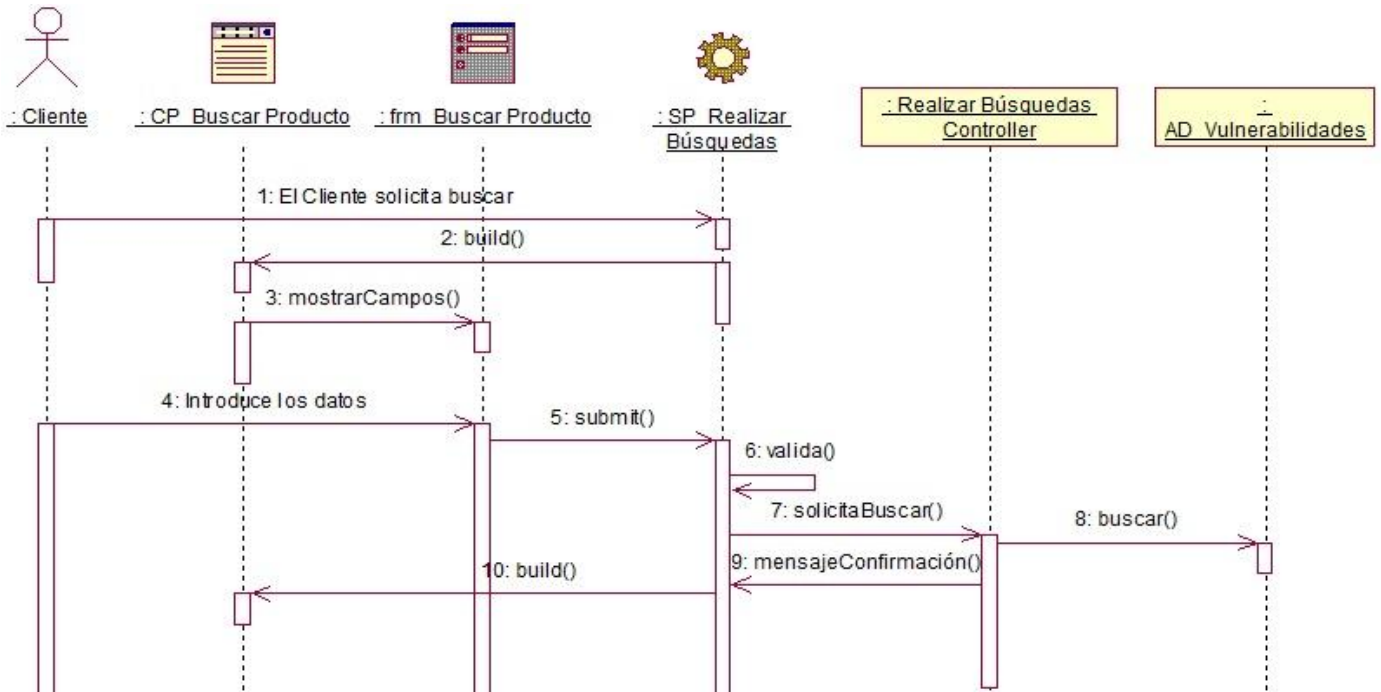 : Cliente
: CP_Buscar Producto
: frm_Buscar Producto
: SP_Realizar
Búsquedas
: Realizar Búsquedas
Controller
:
AD_Vulnerabilidades
1: El Cliente solicita buscar
2: build()
3: mostrarCampos()
4: Introduce los datos
5: submit()
6: valida()
7: solicitaBuscar()
8: buscar()
9: mensajeConfirmación()
10: build()